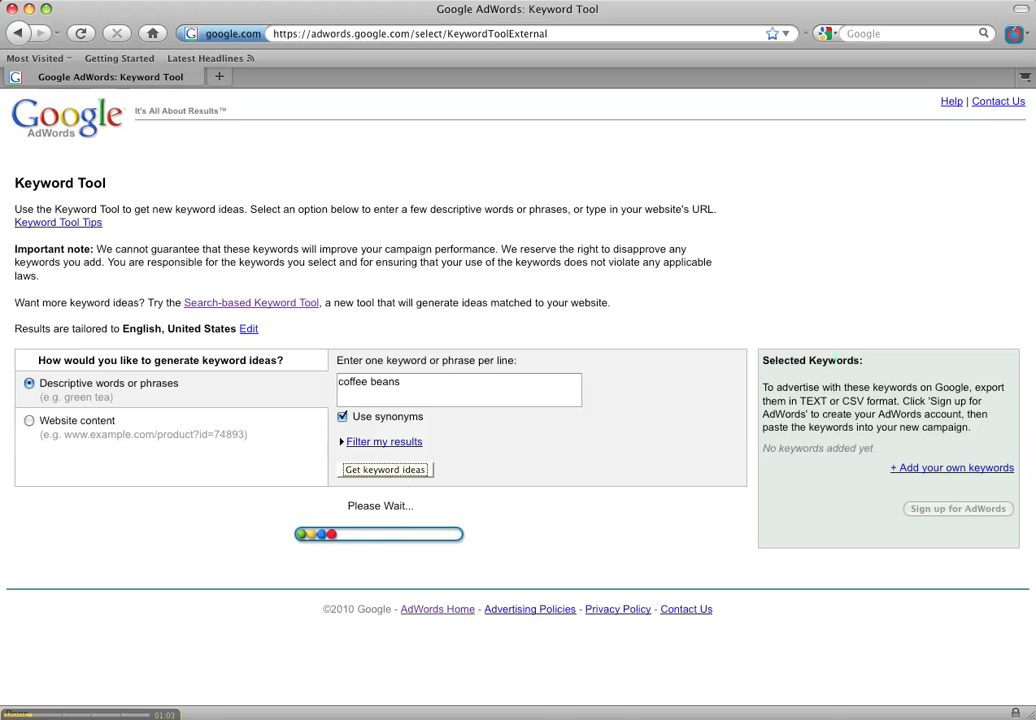 Google AdWords: Keyword Tool
google.com https://adwords.google.com/select/KeywordToolExternal Google
Most Visited Getting Started Latest Headlines
Google AdWords: Keyword Tool +
Help | Contact Us
Google It's All About Results™
AdWords
Keyword Tool
Use the Keyword Tool to get new keyword ideas. Select an option below to enter a few descriptive words or phrases, or type in your website's URL.
Keyword Tool Tips
Important note: We cannot guarantee that these keywords will improve your campaign performance. We reserve the right to disapprove any
keywords you add. You are responsible for the keywords you select and for ensuring that your use of the keywords does not violate any applicable
laws.
Want more keyword ideas? Try the Search-based Keyword Tool, a new tool that will generate ideas matched to your website.
Results are tailored to English, United States Edit
How would you like to generate keyword ideas?
Descriptive words or phrases
(e.g. green tea)
Website content
(e.g. www.example.com/product?id=74893)
Enter one keyword or phrase per line:
coffee beans
Use synonyms
Filter my results
Get keyword ideas
Selected Keywords:
To advertise with these keywords on Google, export
them in TEXT or CSV format. Click 'Sign up for
AdWords' to create your AdWords account, then
paste the keywords into your new campaign.
No keywords added yet
+ Add your own keywords
Sign up for AdWords
Please Wait...
©2010 Google - AdWords Home - Advertising Policies - Privacy Policy - Contact Us
01:03